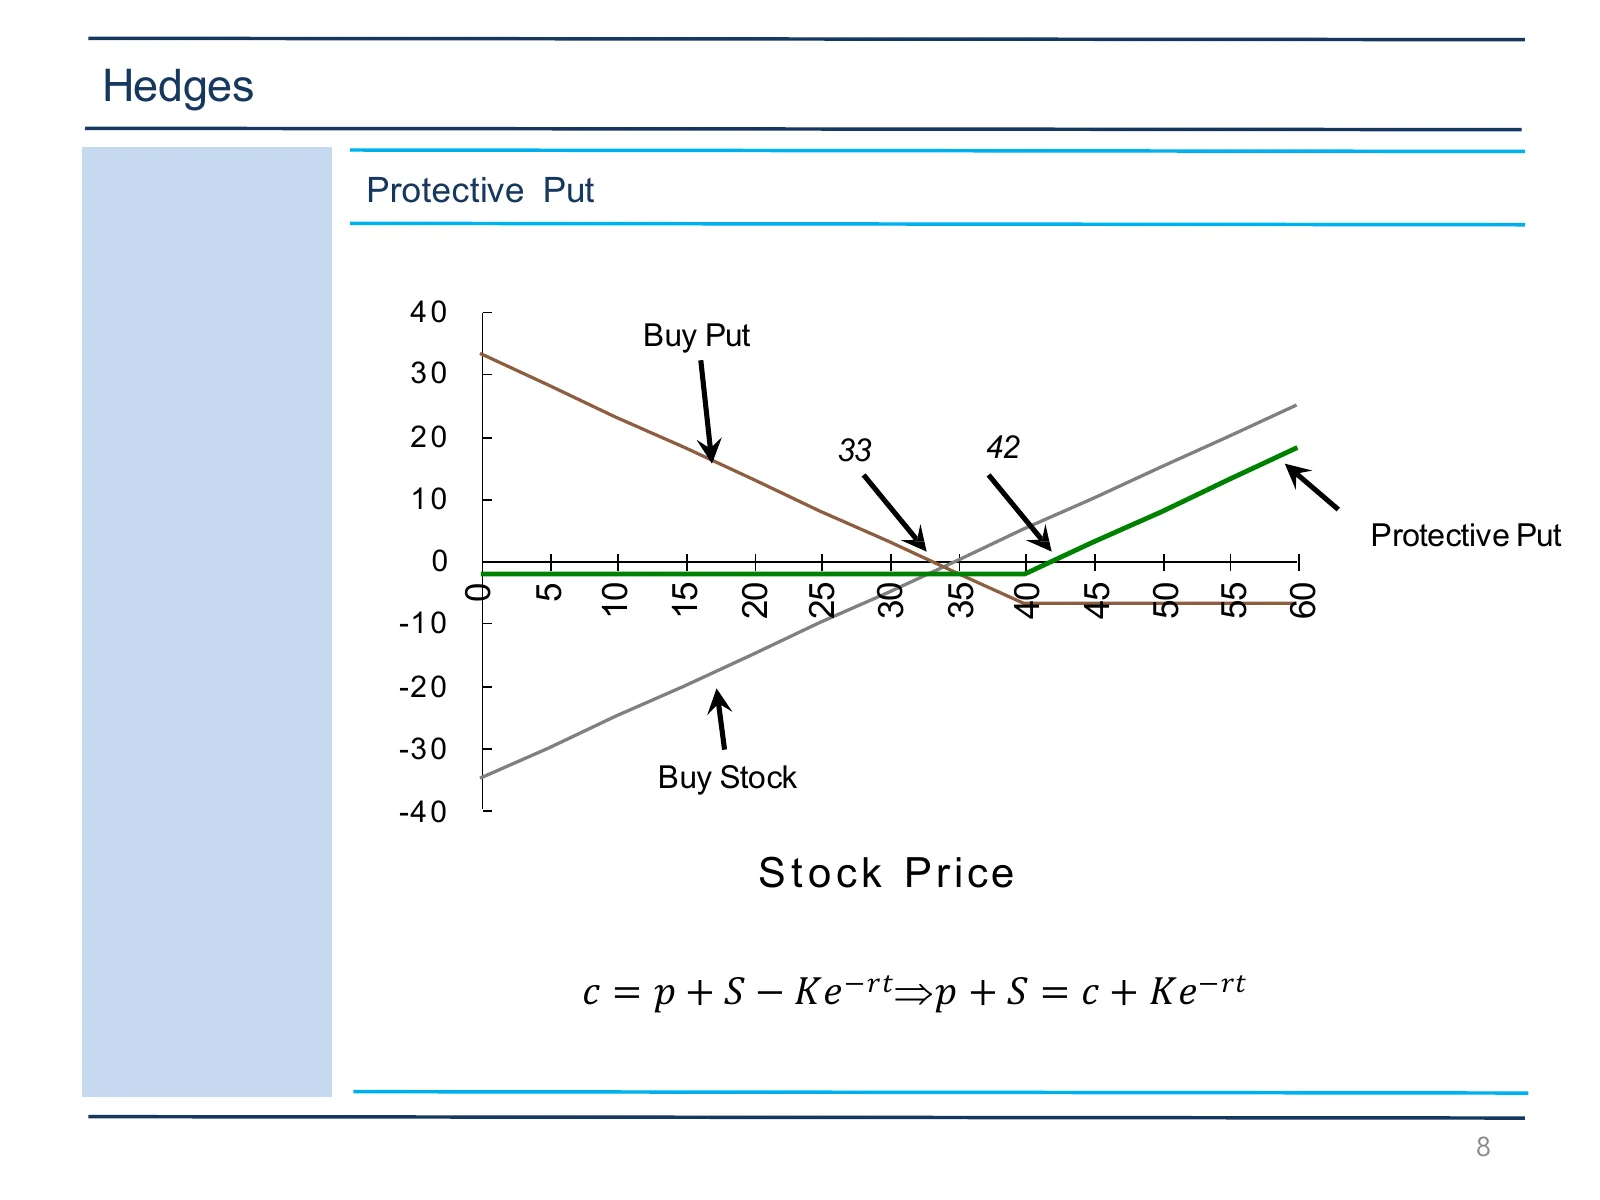 Hedges
Protective Put
40
Buy Put
30
20
33
42
10
Protective Put
0
0 5 10 15 20 25 30 35 40 45 50 55 60
-10
-20
-30
Buy Stock
-40
Stock Price
c = p + S − Ke^{−rt}⇒p + S = c + Ke^{−rt}
8